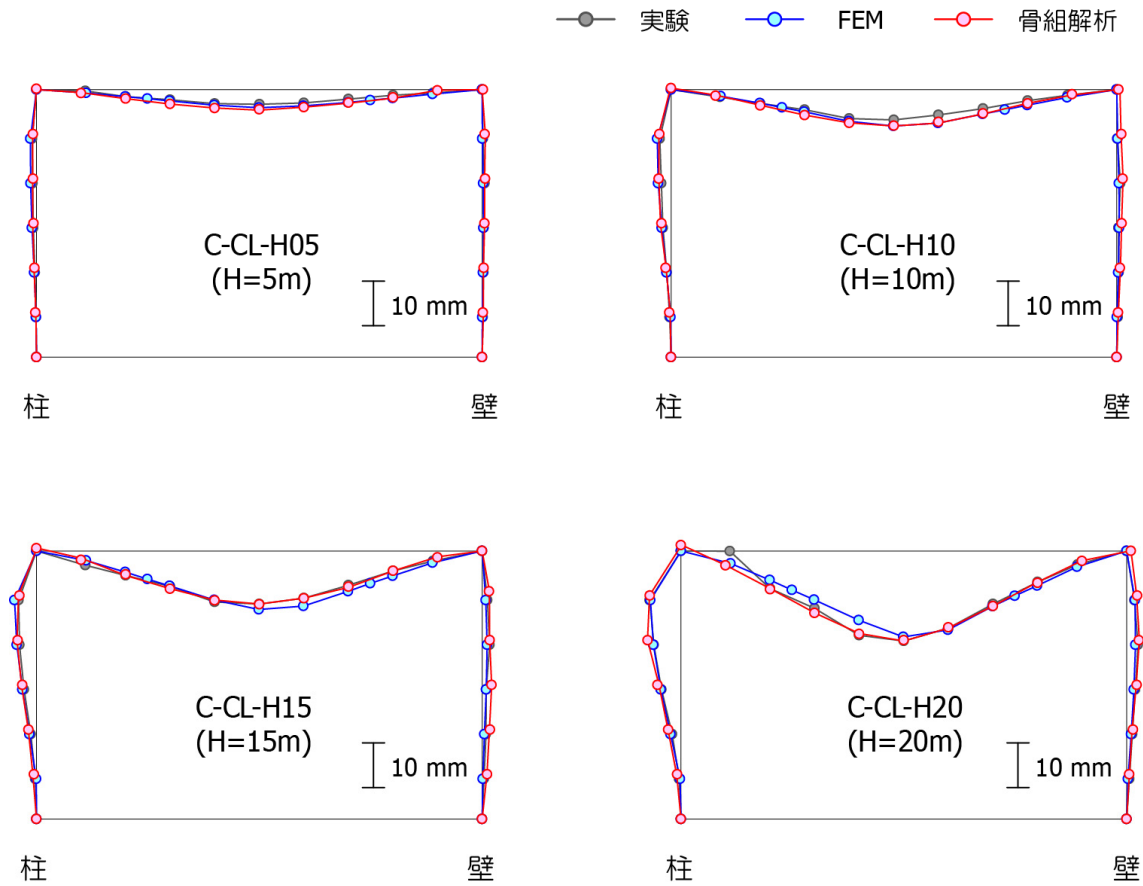 実験 FEM 骨組解析
C-CL-H05
(H=5m)
10 mm
柱 壁
C-CL-H10
(H=10m)
10 mm
柱 壁
C-CL-H15
(H=15m)
10 mm
柱 壁
C-CL-H20
(H=20m)
10 mm
柱 壁